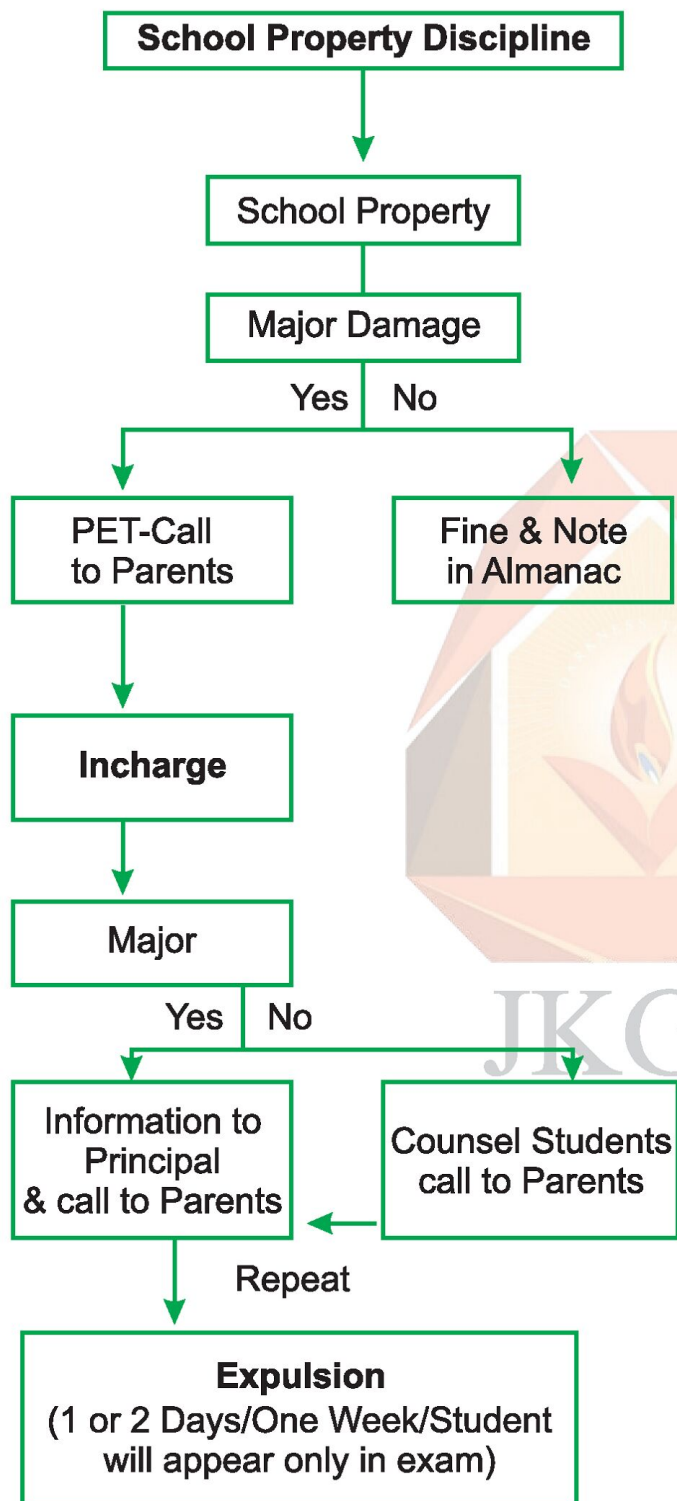 School Property Discipline
School Property
Major Damage
Yes No
PET-Call
to Parents
Fine & Note
in Almanac
Incharge
Major
Yes No
Information to
Principal
& call to Parents
Counsel Students
call to Parents
Repeat
Expulsion
(1 or 2 Days/One Week/Student
will appear only in exam)